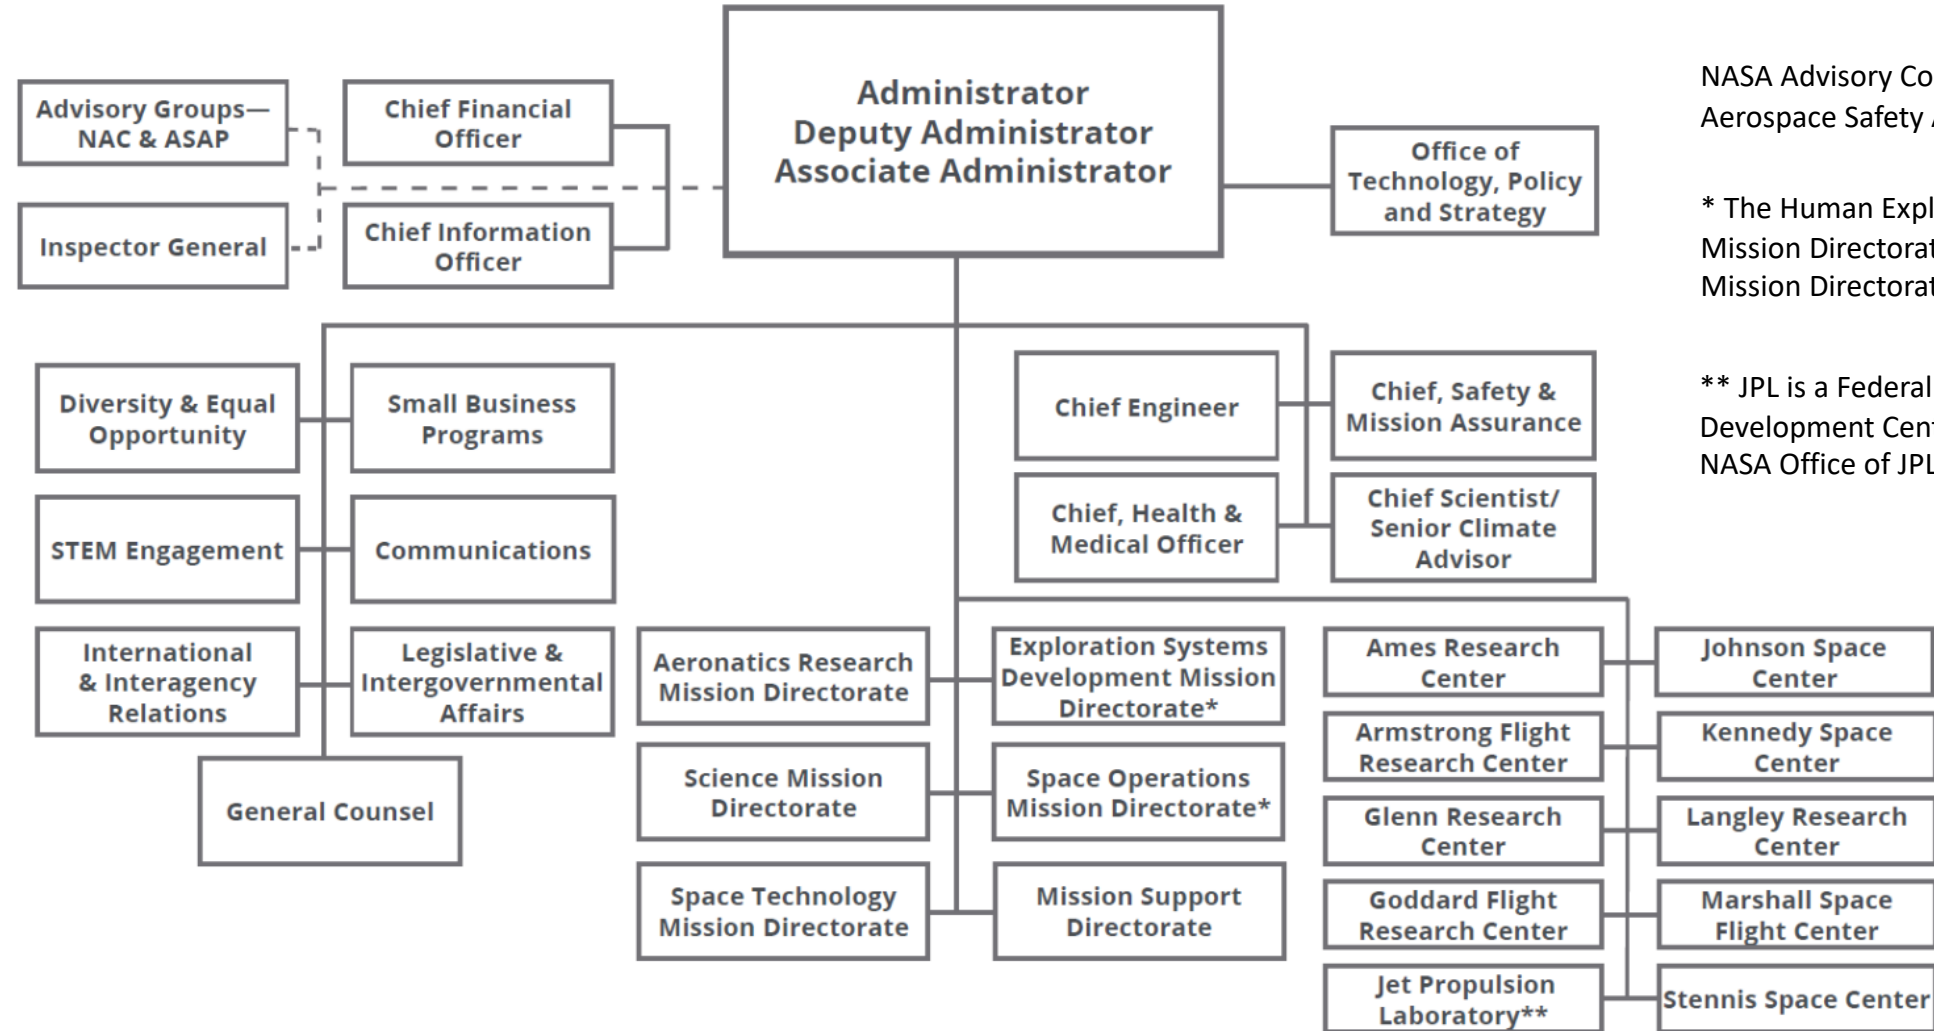 Administrator
Deputy Administrator
Associate Administrator
Advisory Groups—
NAC & ASAP
Chief Financial
Officer
Inspector General
Chief Information
Officer
Office of
Technology, Policy
and Strategy
NASA Advisory
Aerospace Safety
* The Human
Mission
Mission
** JPL is a Federal
Development
NASA Office of JPL
Diversity & Equal
Opportunity
Small Business
Programs
STEM Engagement
Communications
International
& Interagency
Relations
Legislative &
Intergovernmental
Affairs
General Counsel
Chief Engineer
Chief, Safety &
Mission Assurance
Chief, Health &
Medical Officer
Chief Scientist/
Senior Climate
Advisor
Aeronatics Research
Mission Directorate
Exploration Systems
Development Mission
Directorate*
Science Mission
Directorate
Space Operations
Mission Directorate*
Space Technology
Mission Directorate
Mission Support
Directorate
Ames Research
Center
Johnson Space
Center
Armstrong Flight
Research Center
Kennedy Space
Center
Glenn Research
Center
Langley Research
Center
Goddard Flight
Research Center
Marshall Space
Flight Center
Jet Propulsion
Laboratory**
Stennis Space Center